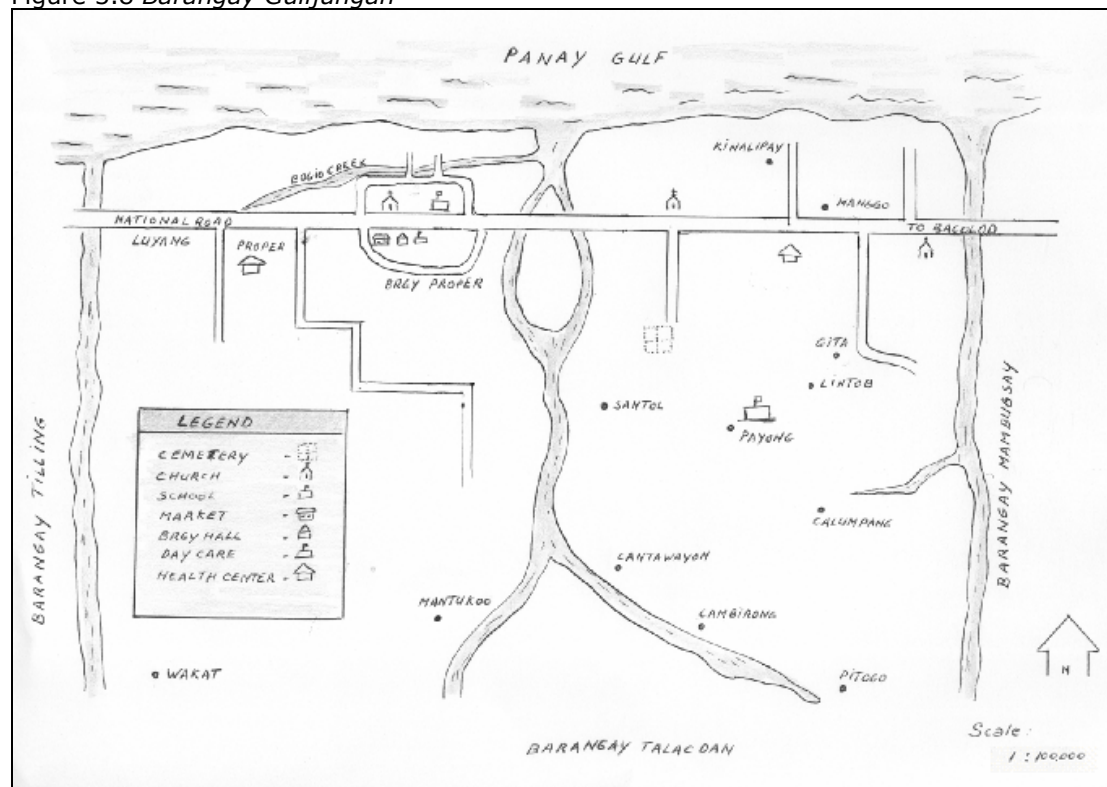 Figure 5.6 Barangay Guiljungan
PANAY GULF
KINALIPAY
BOGIO CREEK
MANGGO
NATIONAL ROAD
TO BACOLOD
LUYANG
PROPER
BRGY PROPER
GITA
LINTOB
SANTOL
PAYONG
BARANGAY TILLING
BARANGAY MAMBUGSAY
LEGEND
CEMETERY -
CHURCH -
SCHOOL -
MARKET -
BRGY HALL -
DAY CARE -
HEALTH CENTER -
CALUMPANG
LANTAWAYON
MANTUKOO
CAMBIRONG
WAKAT
PITOGO
N
BARANGAY TALACDAN
Scale:
1 : 100,000